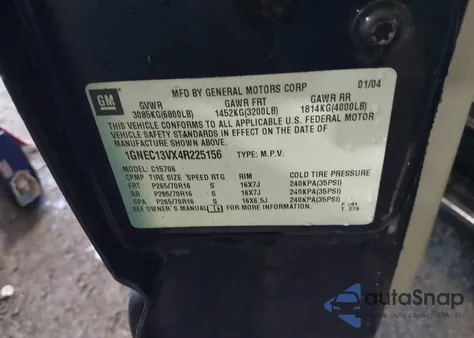 GM
MFD BY GENERAL MOTORS CORP 01/04
GVWR GAWR FRT GAWR RR
3085KG(6800LB) 1452KG(3200LB) 1814KG(4000LB)
THIS VEHICLE CONFORMS TO ALL APPLICABLE U.S. FEDERAL MOTOR
VEHICLE SAFETY STANDARDS IN EFFECT ON THE DATE OF
MANUFACTURE SHOWN ABOVE.
1GNEC13VX4R225156 TYPE: M.P.V.
MODEL: C15706
CPMP TIRE SIZE SPEED RTG RIM COLD TIRE PRESSURE
FRT P265/70R16 S 16X7J 240KPA(35PSI)
RR P265/70R16 S 16X7J 240KPA(35PSI)
SPA P265/70R16 S 16X6.5J 240KPA(35PSI)
SEE OWNER'S MANUAL
autoSnap